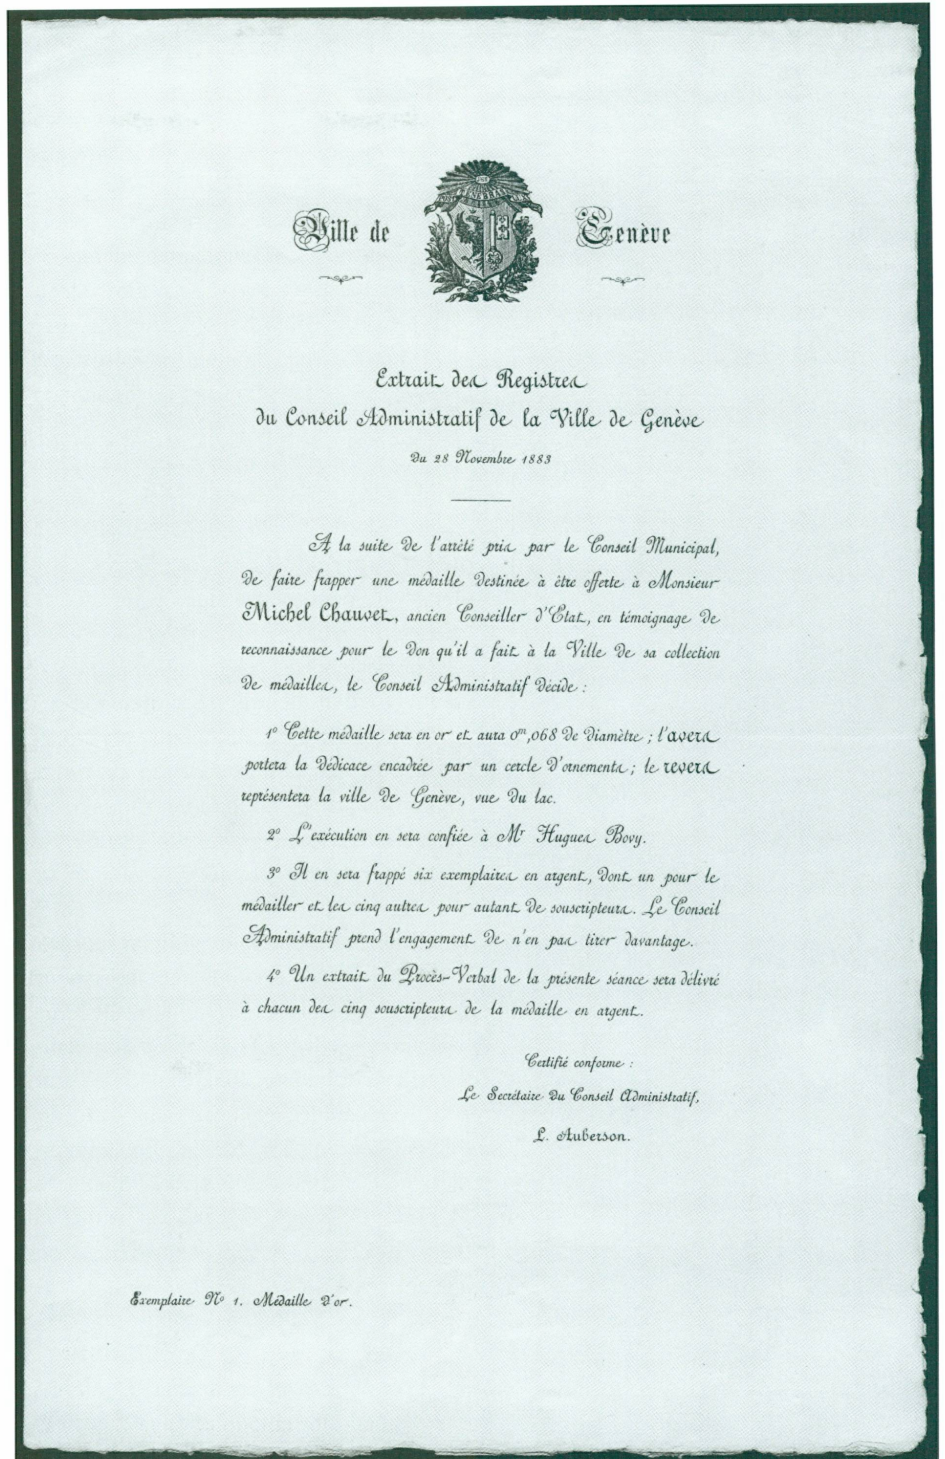 Ville de Genève
Extrait des Registres
du Conseil Administratif de la Ville de Genève
Du 28 Novembre 1883
A la suite de l'arrêté pris par le Conseil Municipal,
de faire frapper une médaille destinée à être offerte à Monsieur
Michel Chauvet, ancien Conseiller d'Etat, en témoignage de
reconnaissance pour le don qu'il a fait à la Ville de sa collection
de médailles, le Conseil Administratif décide :
1º Cette médaille sera en or et aura 0ᵐ,068 de diamètre ; l'avers
portera la dédicace encadrée par un cercle d'ornements ; le revers
représentera la ville de Genève, vue du lac.
2º L'exécution en sera confiée à Mʳ Hugues Bovy.
3º Il en sera frappé six exemplaires en argent, dont un pour le
médailler et les cinq autres pour autant de souscripteurs. Le Conseil
Administratif prend l'engagement de n'en pas tirer davantage.
4º Un extrait du Procès-Verbal de la présente séance sera délivré
à chacun des cinq souscripteurs de la médaille en argent.
Certifié conforme :
Le Secrétaire du Conseil Administratif,
L. Auberson.
Exemplaire Nº 1. Médaille d'or.